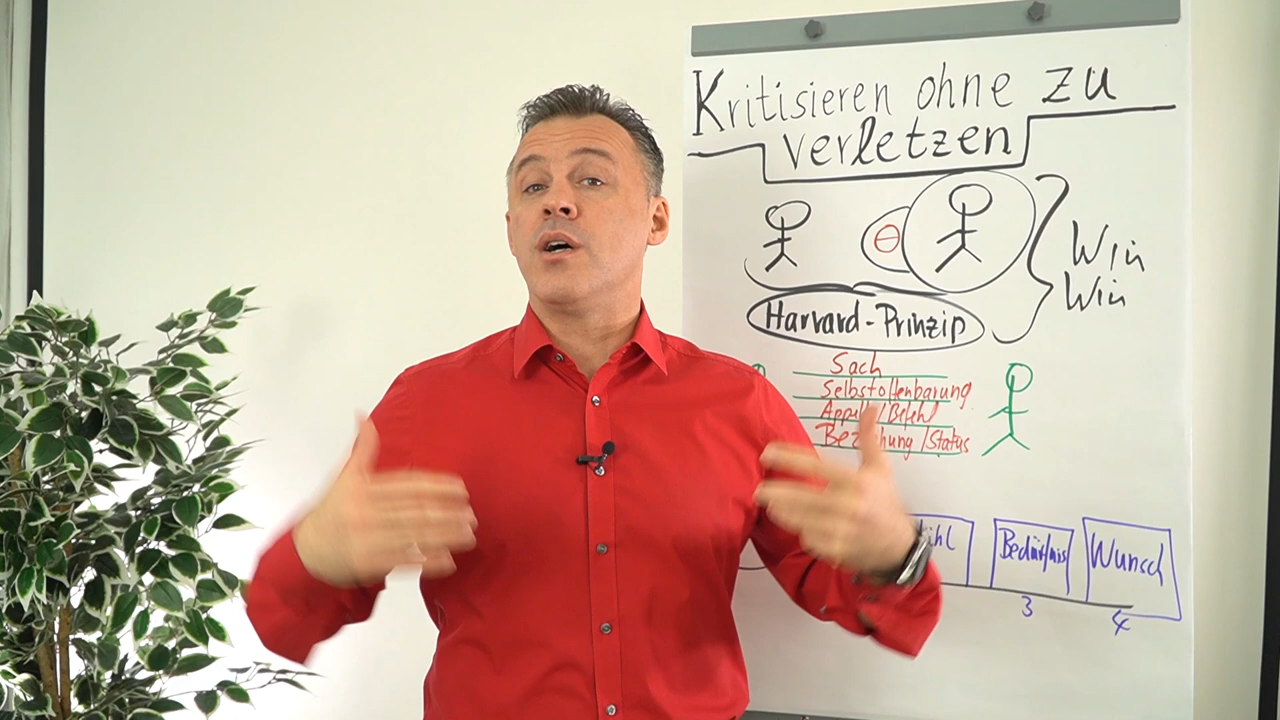 Kritisieren ohne zu
verletzen
Win
Win
Harvard-Prinzip
Sach
Selbstoffenbarung
Appell/Befehl
Beziehung/Status
Bedürfnis
Wunsch
3
4